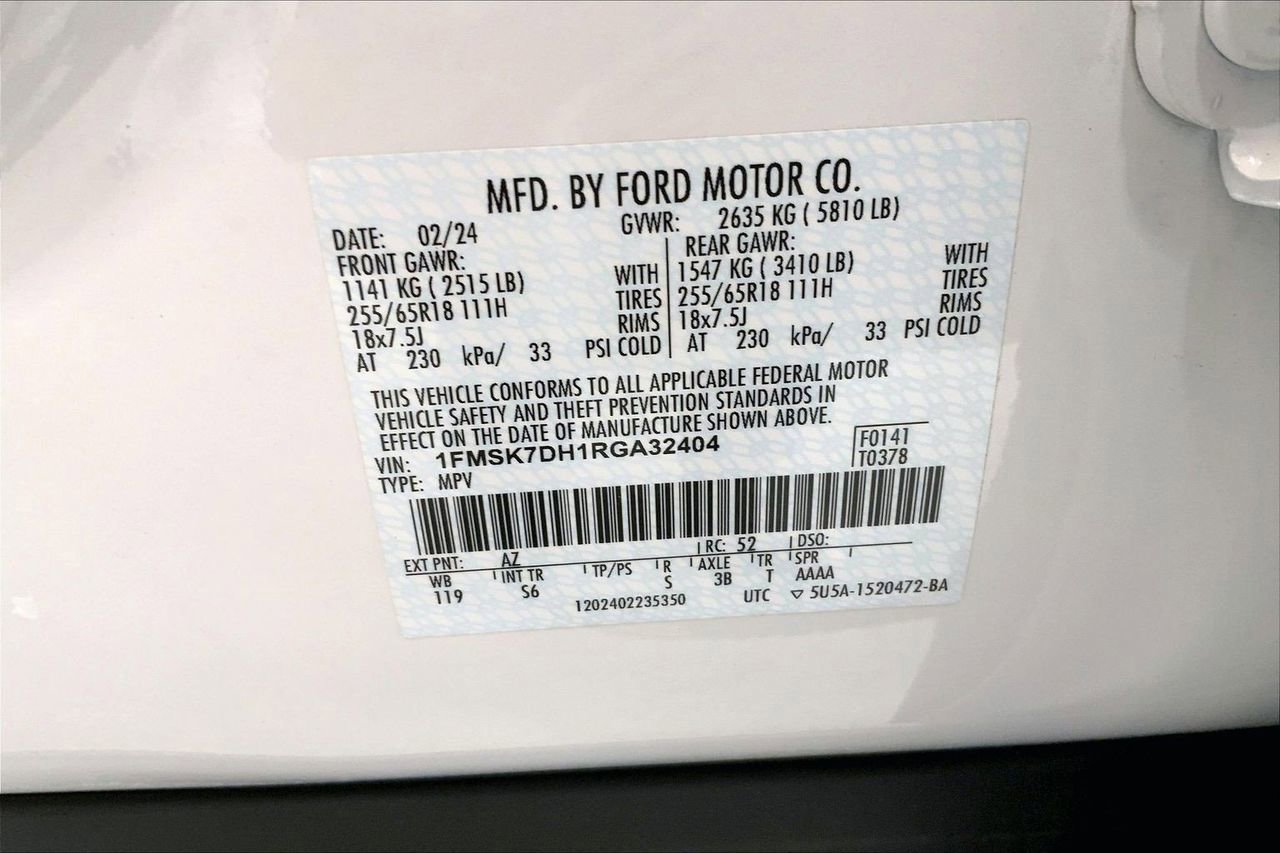 MFD. BY FORD MOTOR CO.
DATE: 02/24 GVWR: 2635 KG ( 5810 LB)
FRONT GAWR: REAR GAWR:
1141 KG ( 2515 LB) WITH 1547 KG ( 3410 LB) WITH
255/65R18 111H TIRES 255/65R18 111H TIRES
18x7.5J RIMS 18x7.5J RIMS
AT 230 kPa/ 33 PSI COLD AT 230 kPa/ 33 PSI COLD
THIS VEHICLE CONFORMS TO ALL APPLICABLE FEDERAL MOTOR
VEHICLE SAFETY AND THEFT PREVENTION STANDARDS IN
EFFECT ON THE DATE OF MANUFACTURE SHOWN ABOVE.
VIN: 1FMSK7DH1RGA32404 F0141
TYPE: MPV T0378
EXT PNT: AZ RC: 52 DSO:
WB INT TR TP/PS R AXLE TR SPR
119 S6 S 3B T AAAA
1202402235350 UTC ▽ 5U5A-1520472-BA